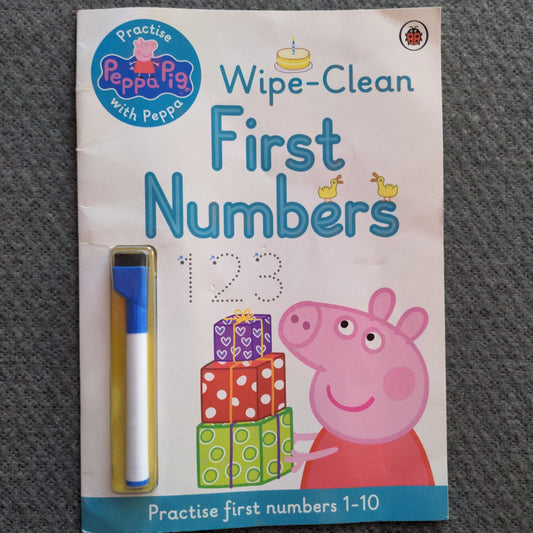 Practise
Peppa Pig
with Peppa
Wipe-Clean
First
Numbers
123
Practise first numbers 1-10